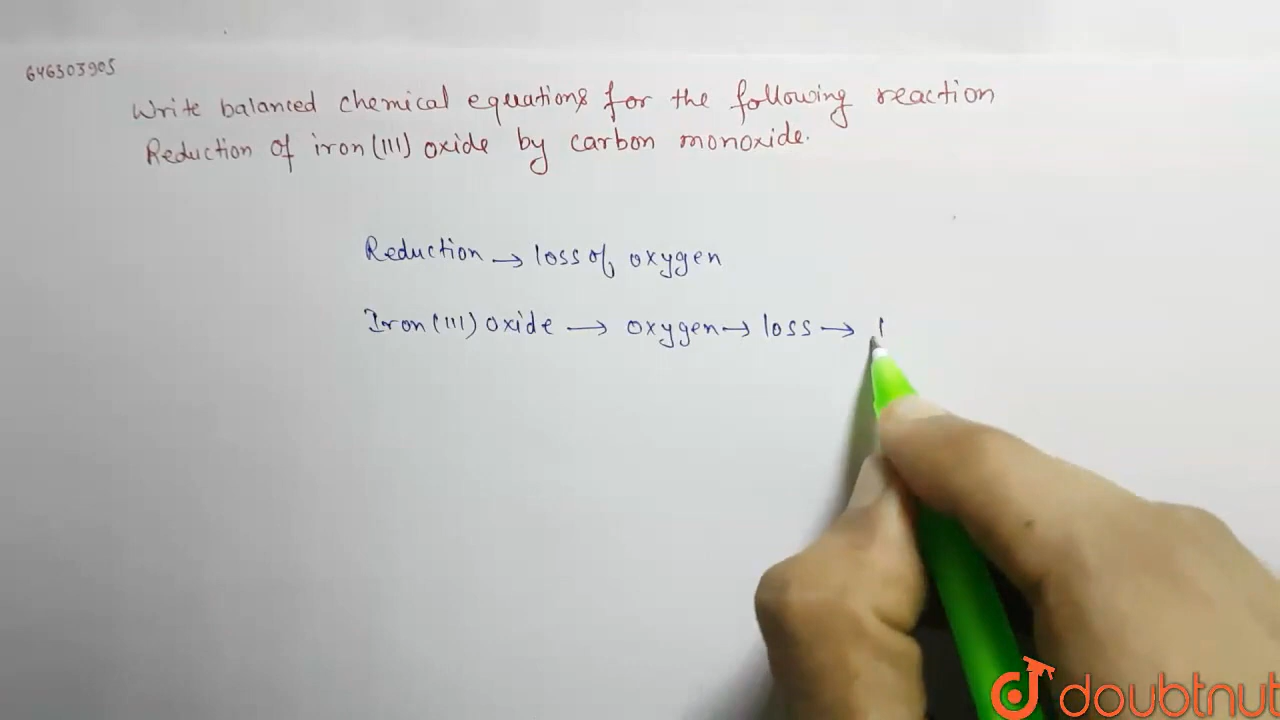 646303905
Write balanced chemical equations for the following reaction
Reduction of iron (III) oxide by carbon monoxide.
Reduction → loss of oxygen
Iron (III) oxide → oxygen → loss →
doubtnut